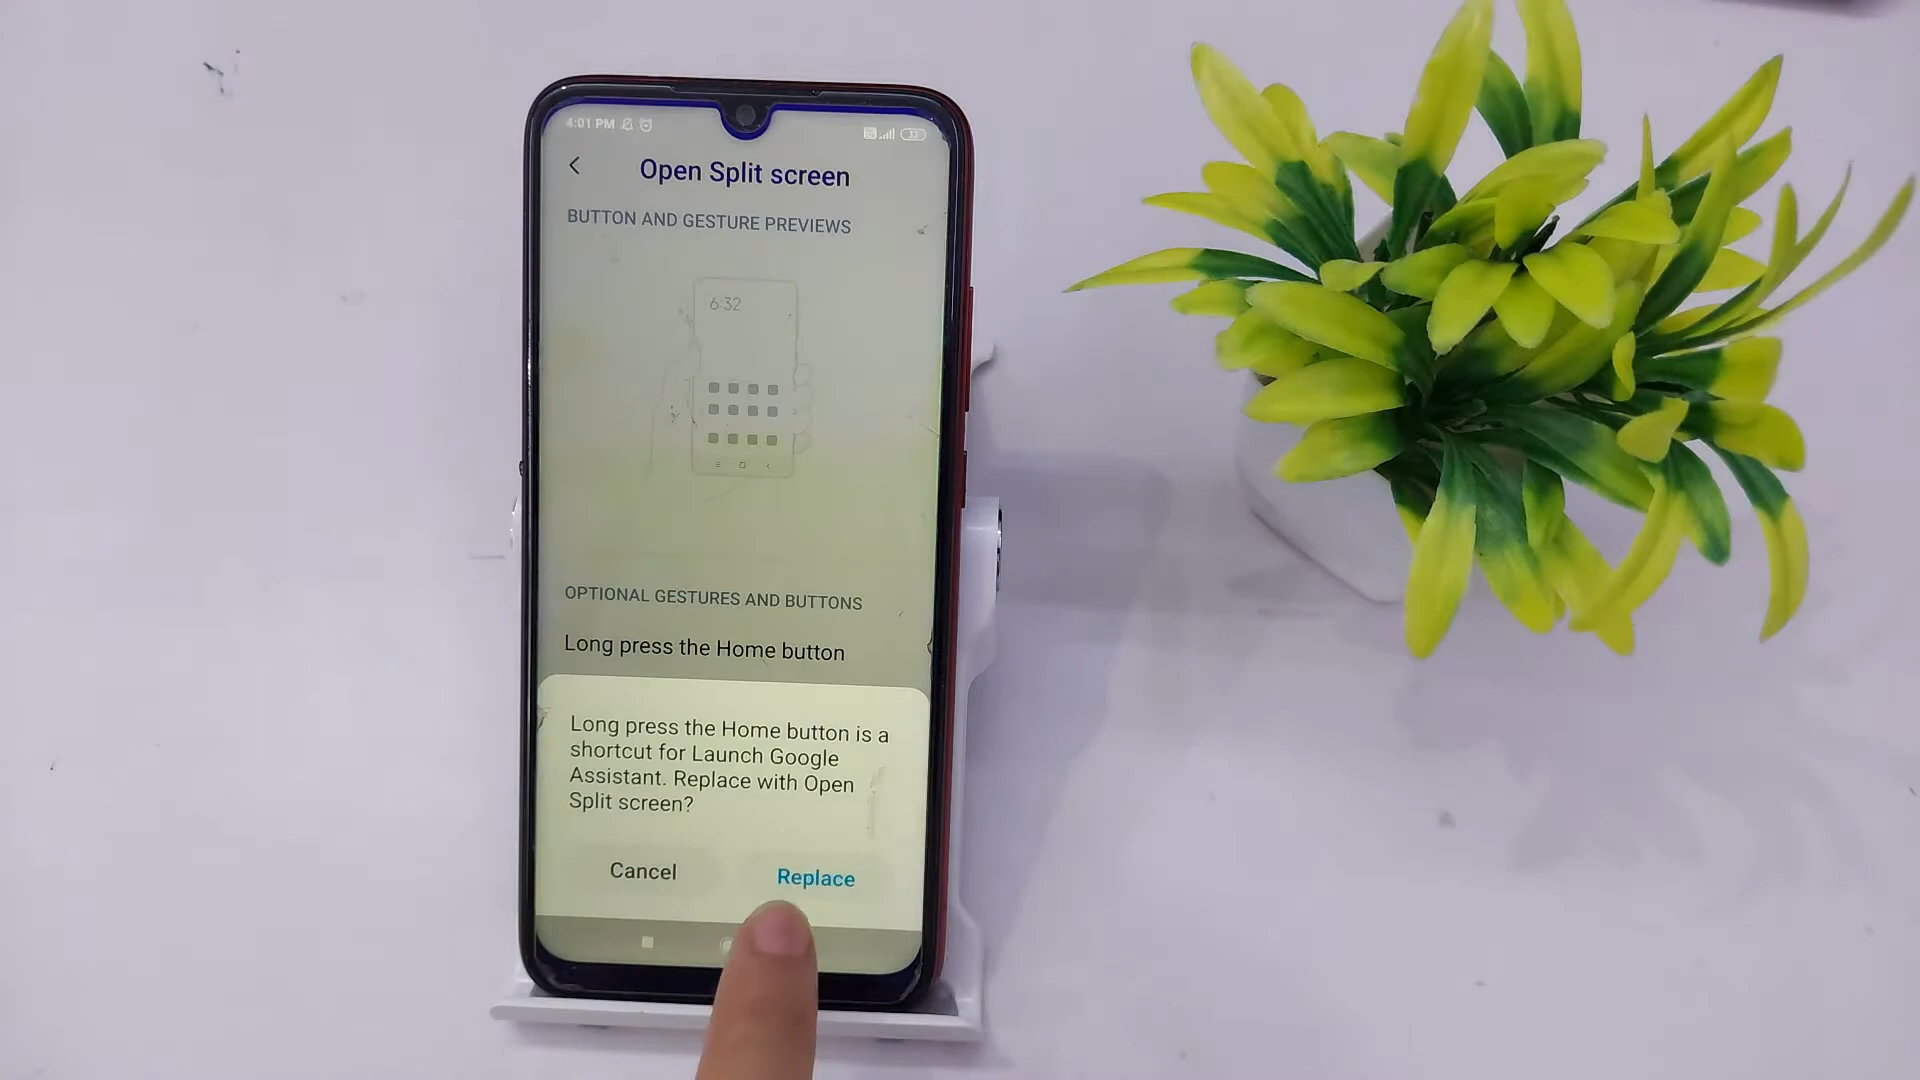 4:01 PM
32
Open Split screen
BUTTON AND GESTURE PREVIEWS
6:32
OPTIONAL GESTURES AND BUTTONS
Long press the Home button
Long press the Home button is a
shortcut for Launch Google
Assistant. Replace with Open
Split screen?
Cancel
Replace